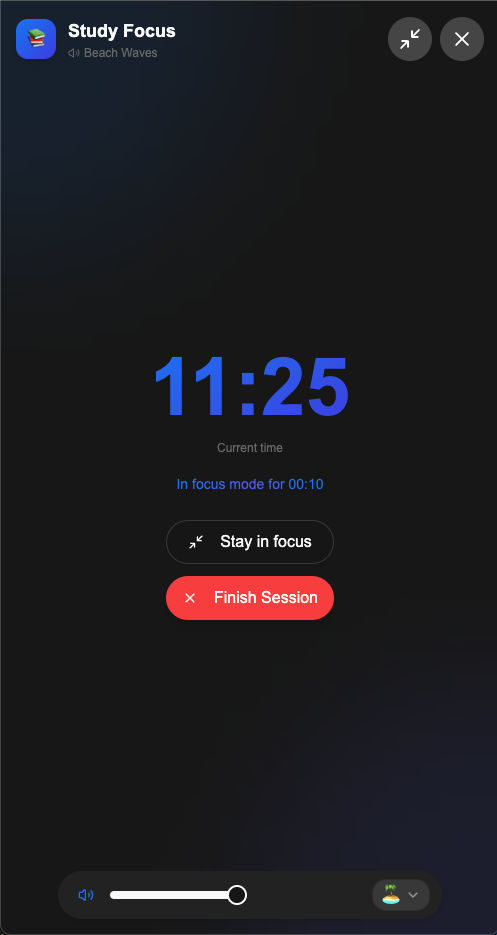 Study Focus
Beach Waves
11:25
Current time
In focus mode for 00:10
Stay in focus
Finish Session